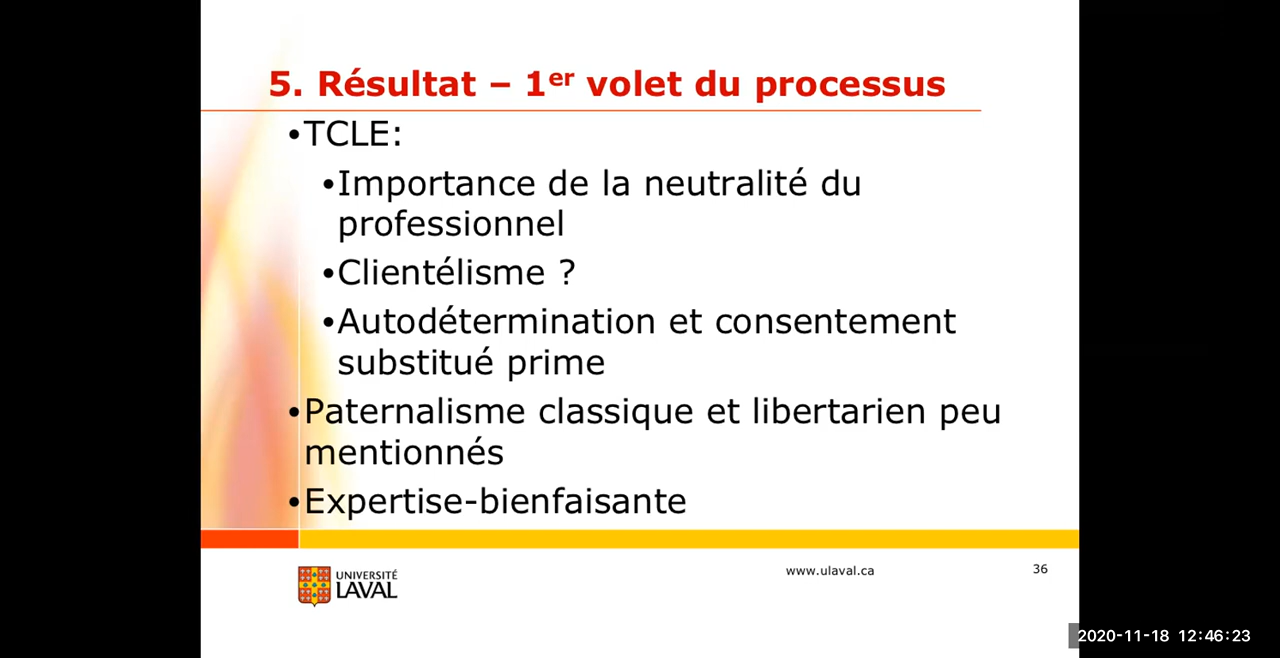 5. Résultat – 1er volet du processus
•TCLE:
•Importance de la neutralité du
professionnel
•Clientélisme ?
•Autodétermination et consentement
substitué prime
•Paternalisme classique et libertarien peu
mentionnés
•Expertise-bienfaisante
UNIVERSITÉ
LAVAL
www.ulaval.ca
36
2020-11-18 12:46:23